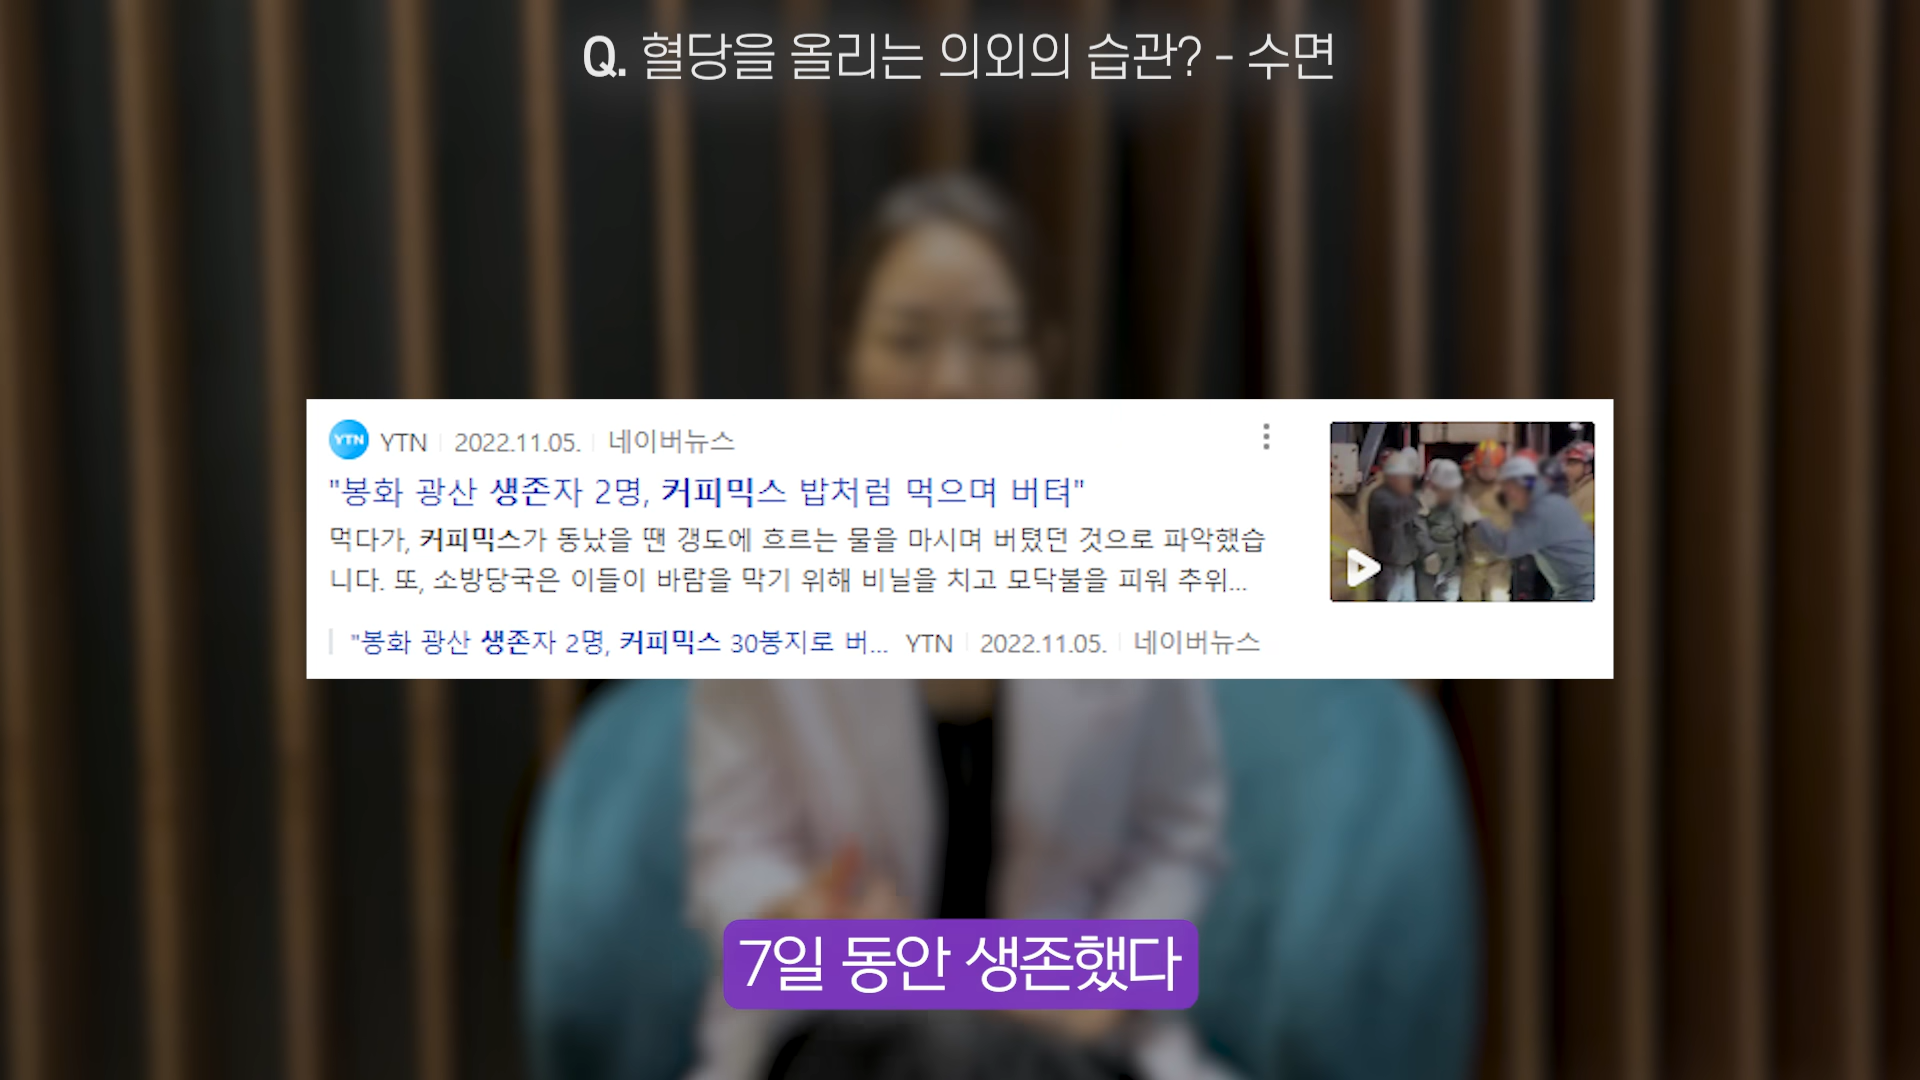 Q. 혈당을 올리는 의외의 습관? - 수면
YTN YTN 2022.11.05. 네이버뉴스
"봉화 광산 생존자 2명, 커피믹스 밥처럼 먹으며 버텨"
먹다가, 커피믹스가 동났을 땐 갱도에 흐르는 물을 마시며 버텼던 것으로 파악했습
니다. 또, 소방당국은 이들이 바람을 막기 위해 비닐을 치고 모닥불을 피워 추위...
"봉화 광산 생존자 2명, 커피믹스 30봉지로 버... YTN 2022.11.05. 네이버뉴스
7일 동안 생존했다